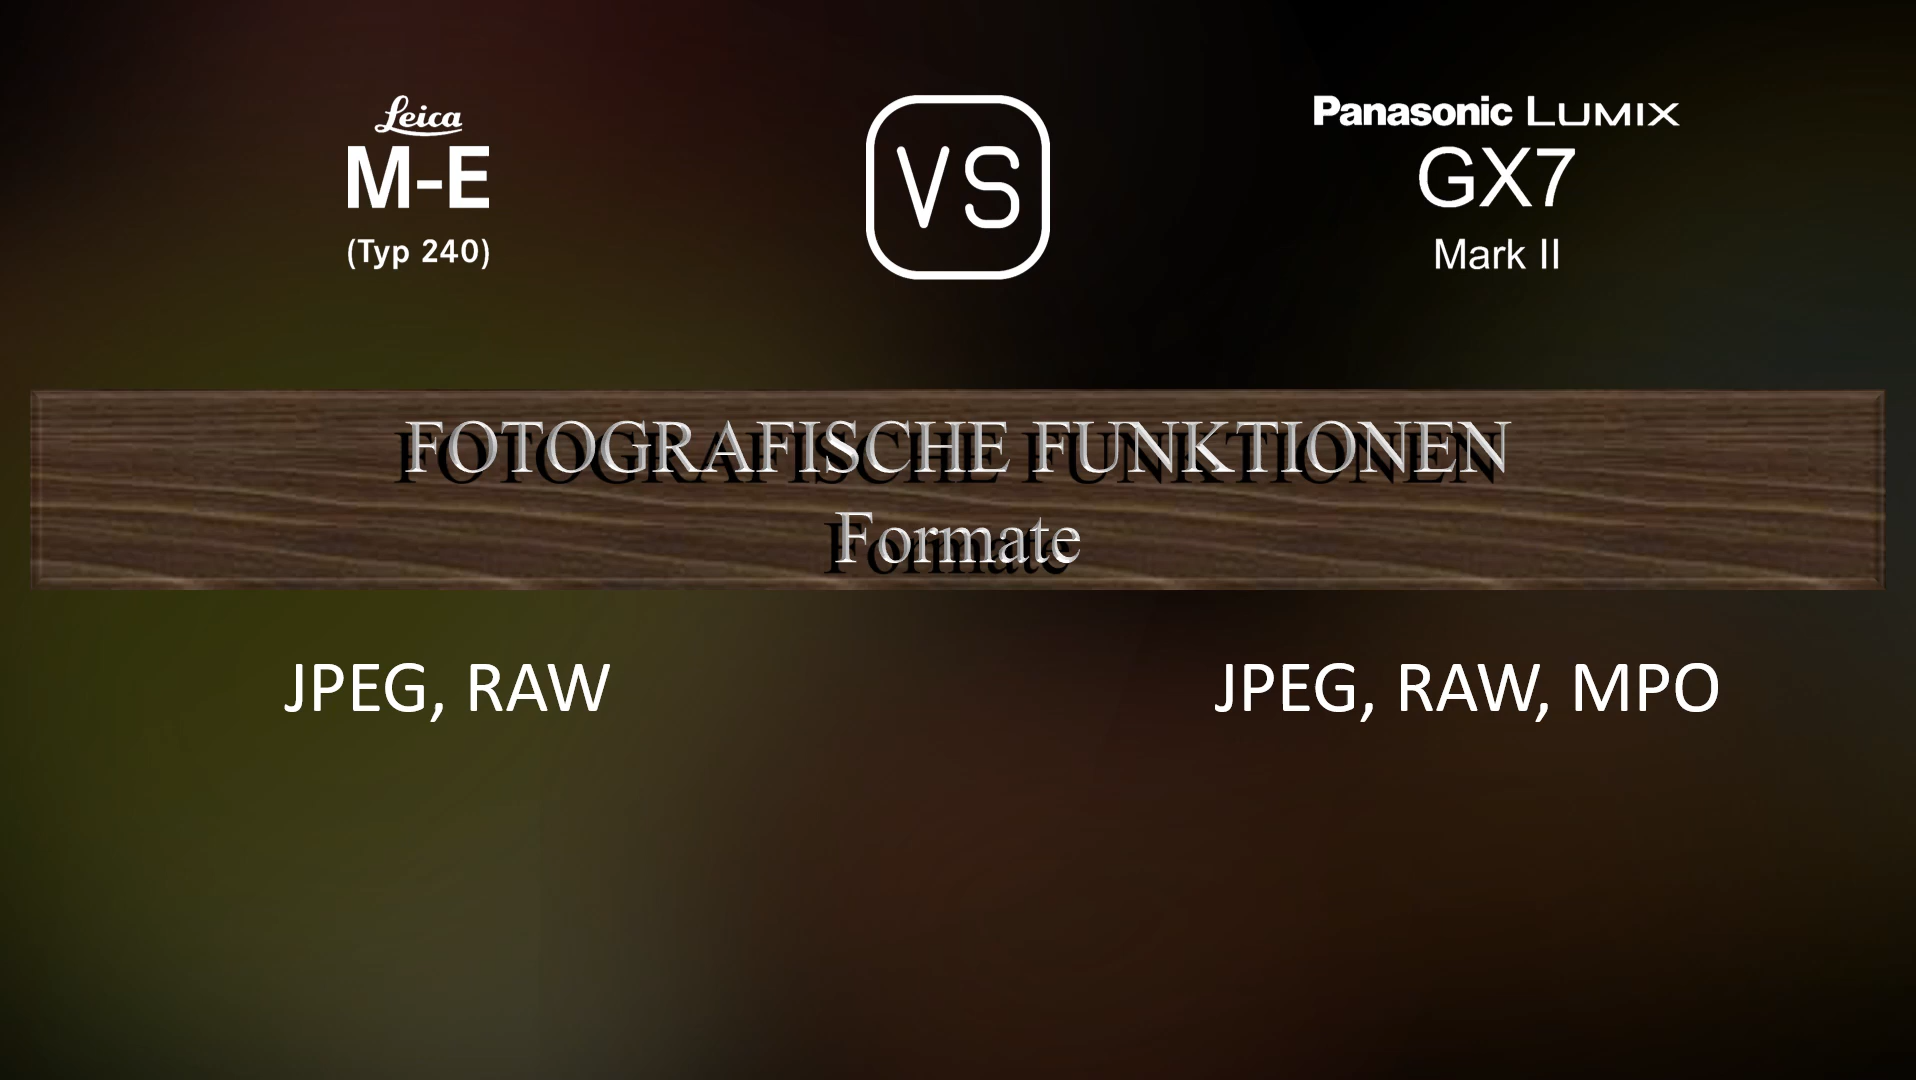 Leica
M-E
(Typ 240)
VS
Panasonic LUMIX
GX7
Mark II
FOTOGRAFISCHE FUNKTIONEN
Formate
JPEG, RAW
JPEG, RAW, MPO